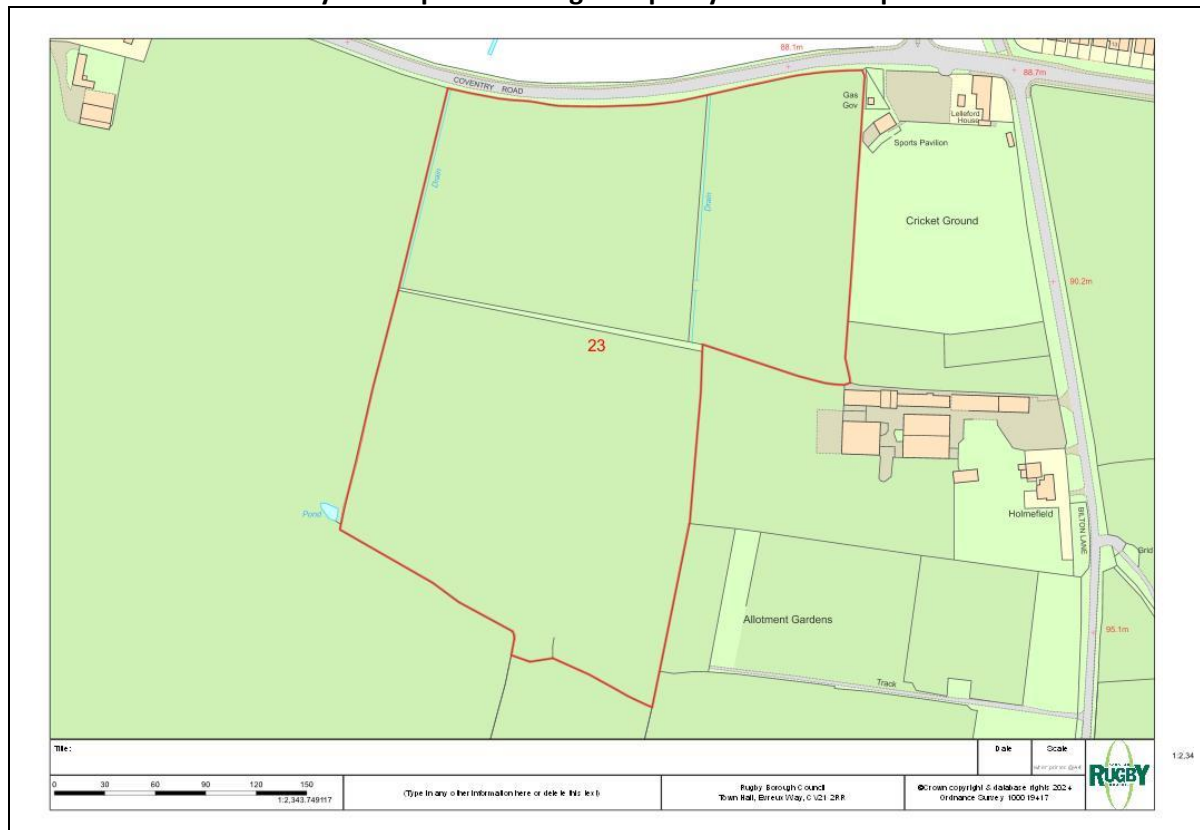 88.1m
COVENTRY ROAD
88.7m
Gas
Gov
Lelleford
House
Sports Pavilion
Drain
Drain
Cricket Ground
90.2m
23
Pond
Holmefield
BILTON LANE
Grid
Allotment Gardens
95.1m
Track
Title:
Date
Scale
0 30 60 90 120 150
1:2,343.749117
(Type in any other information here or delete this text)
Rugby Borough Council
Town Hall, Evreux Way, CV21 2RR
©Crown copyright & database rights 2024
Ordnance Survey 100019417
RUGBY
1:2,34